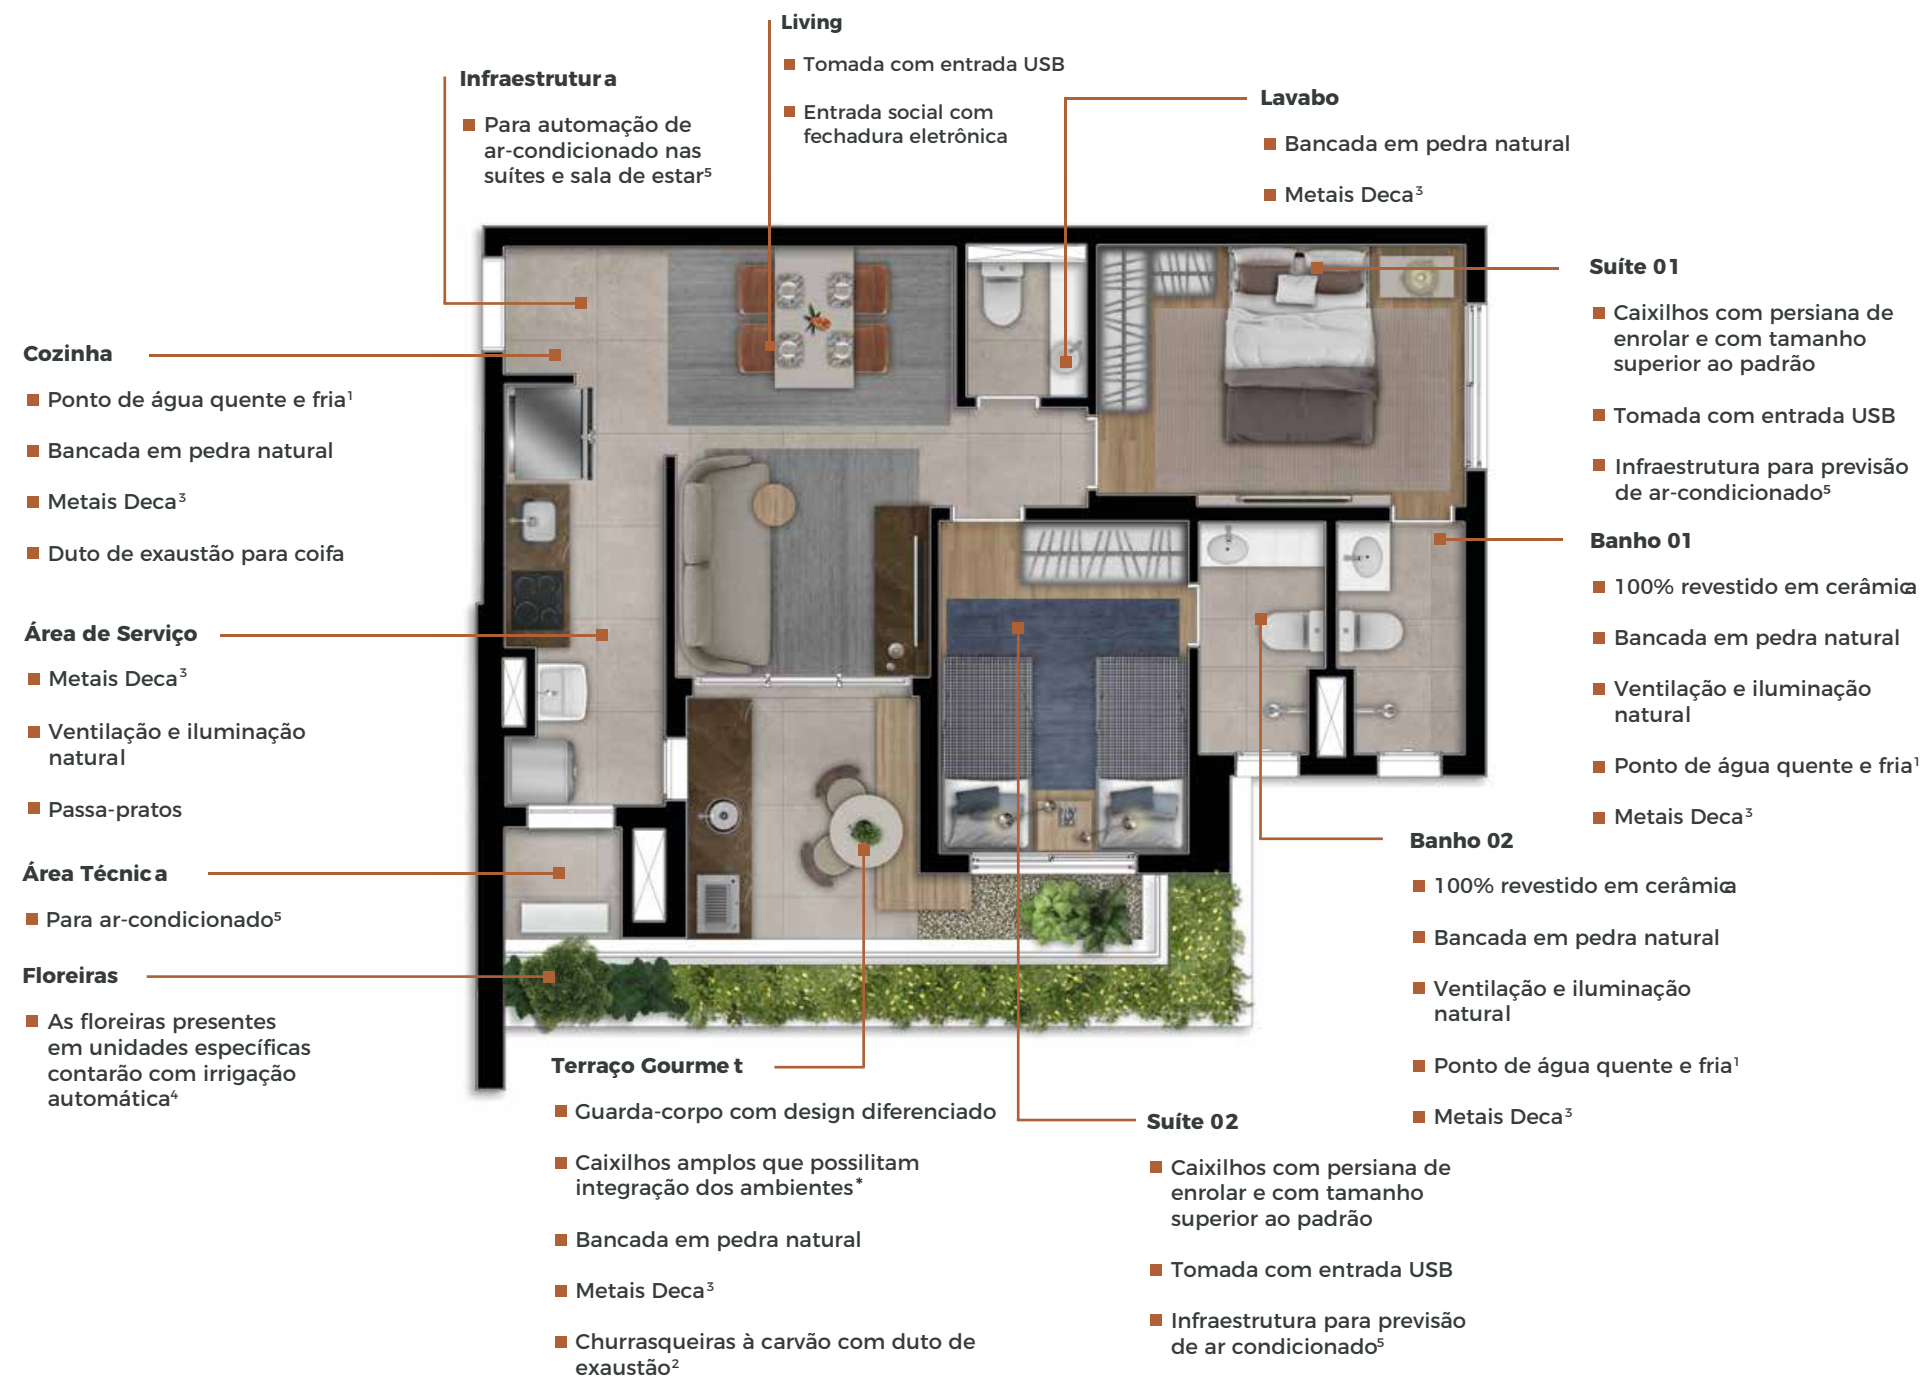 Living
Tomada com entrada USB
Entrada social com
fechadura eletrônica
Infraestrutura
Para automação de
ar-condicionado nas
suítes e sala de estar⁵
Lavabo
Bancada em pedra natural
Metais Deca³
Cozinha
Ponto de água quente e fria¹
Bancada em pedra natural
Metais Deca³
Duto de exaustão para coifa
Área de Serviço
Metais Deca³
Ventilação e iluminação
natural
Passa-pratos
Área Técnica
Para ar-condicionado⁵
Floreiras
As floreiras presentes
em unidades específicas
contarão com irrigação
automática⁴
Terraço Gourmet
Guarda-corpo com design diferenciado
Caixilhos amplos que possilitam
integração dos ambientes*
Bancada em pedra natural
Metais Deca³
Churrasqueiras à carvão com duto de
exaustão²
Suíte 02
Caixilhos com persiana de
enrolar e com tamanho
superior ao padrão
Tomada com entrada USB
Infraestrutura para previsão
de ar condicionado⁵
Suíte 01
Caixilhos com persiana de
enrolar e com tamanho
superior ao padrão
Tomada com entrada USB
Infraestrutura para previsão
de ar-condicionado⁵
Banho 01
100% revestido em cerâmica
Bancada em pedra natural
Ventilação e iluminação
natural
Ponto de água quente e fria¹
Metais Deca³
Banho 02
100% revestido em cerâmica
Bancada em pedra natural
Ventilação e iluminação
natural
Ponto de água quente e fria¹
Metais Deca³